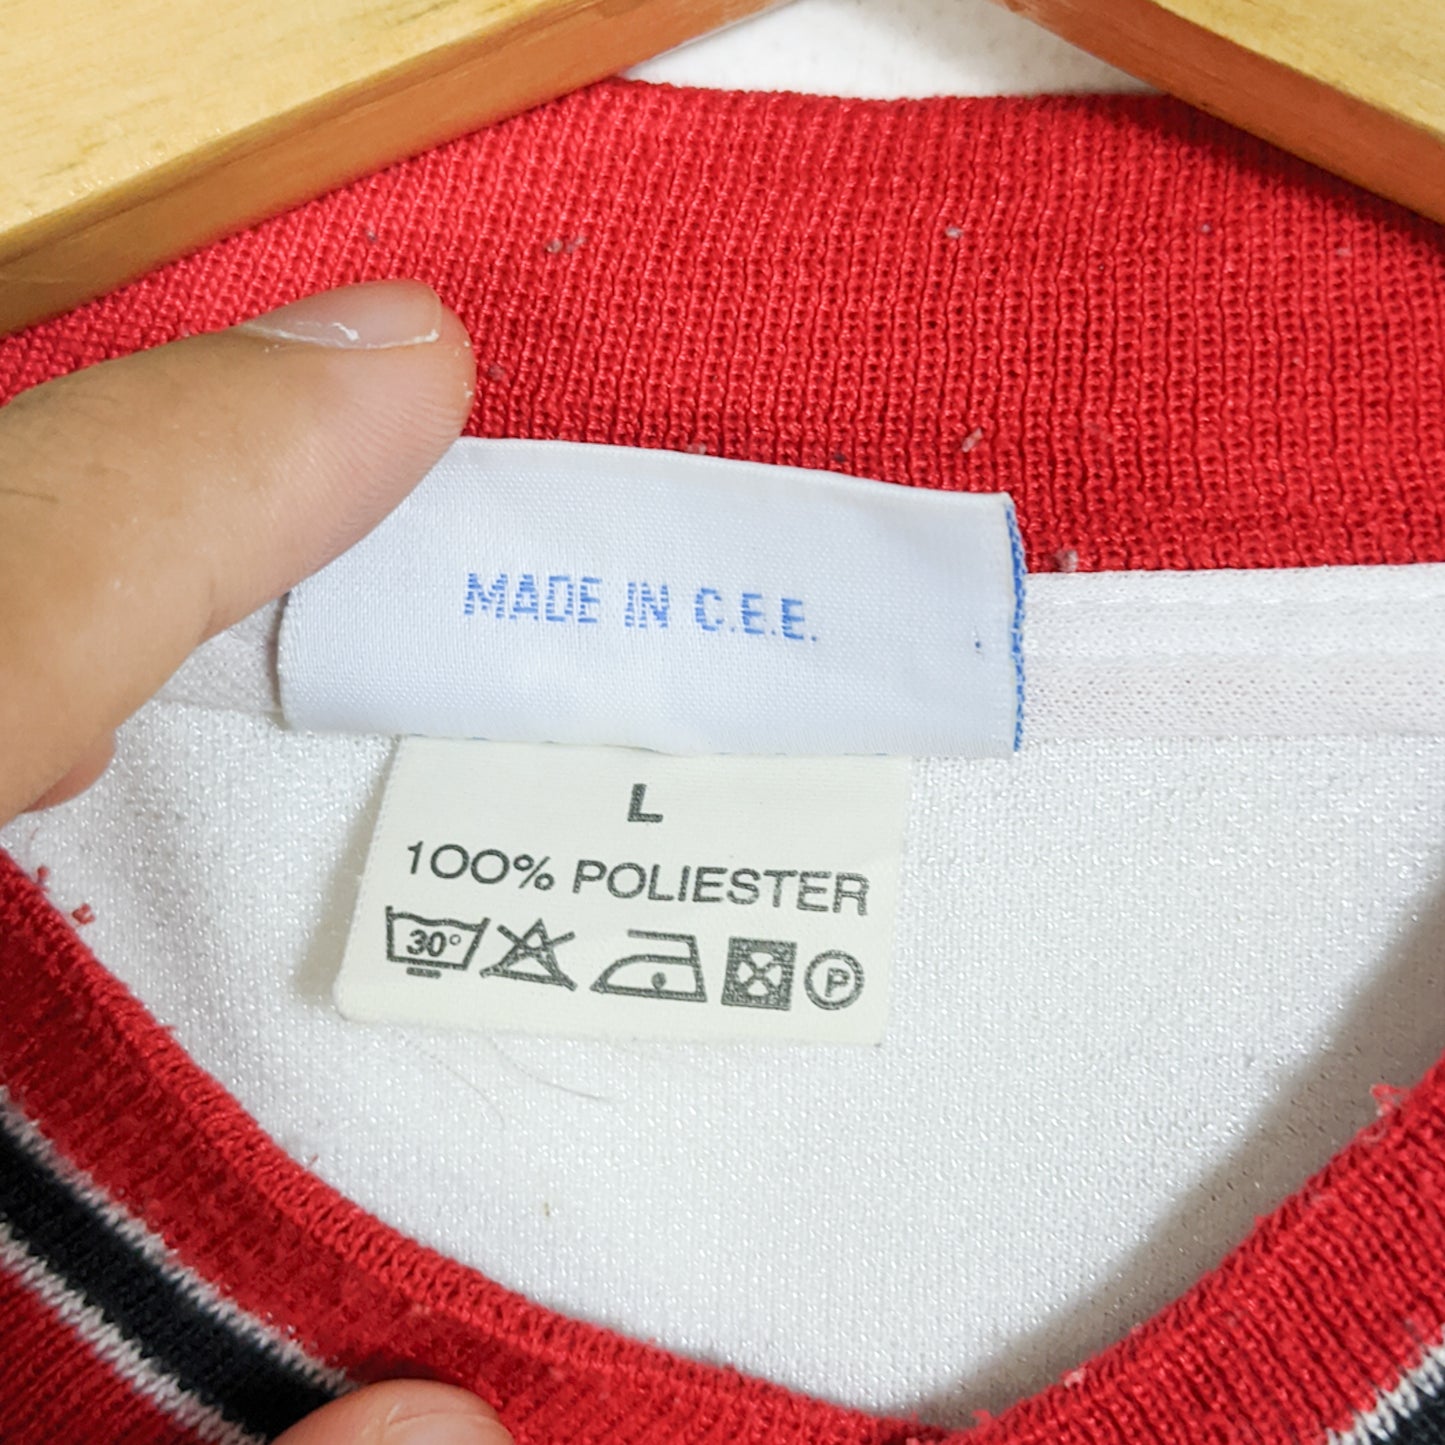 MADE IN C.E.E.
L
100% POLIESTER
30° P